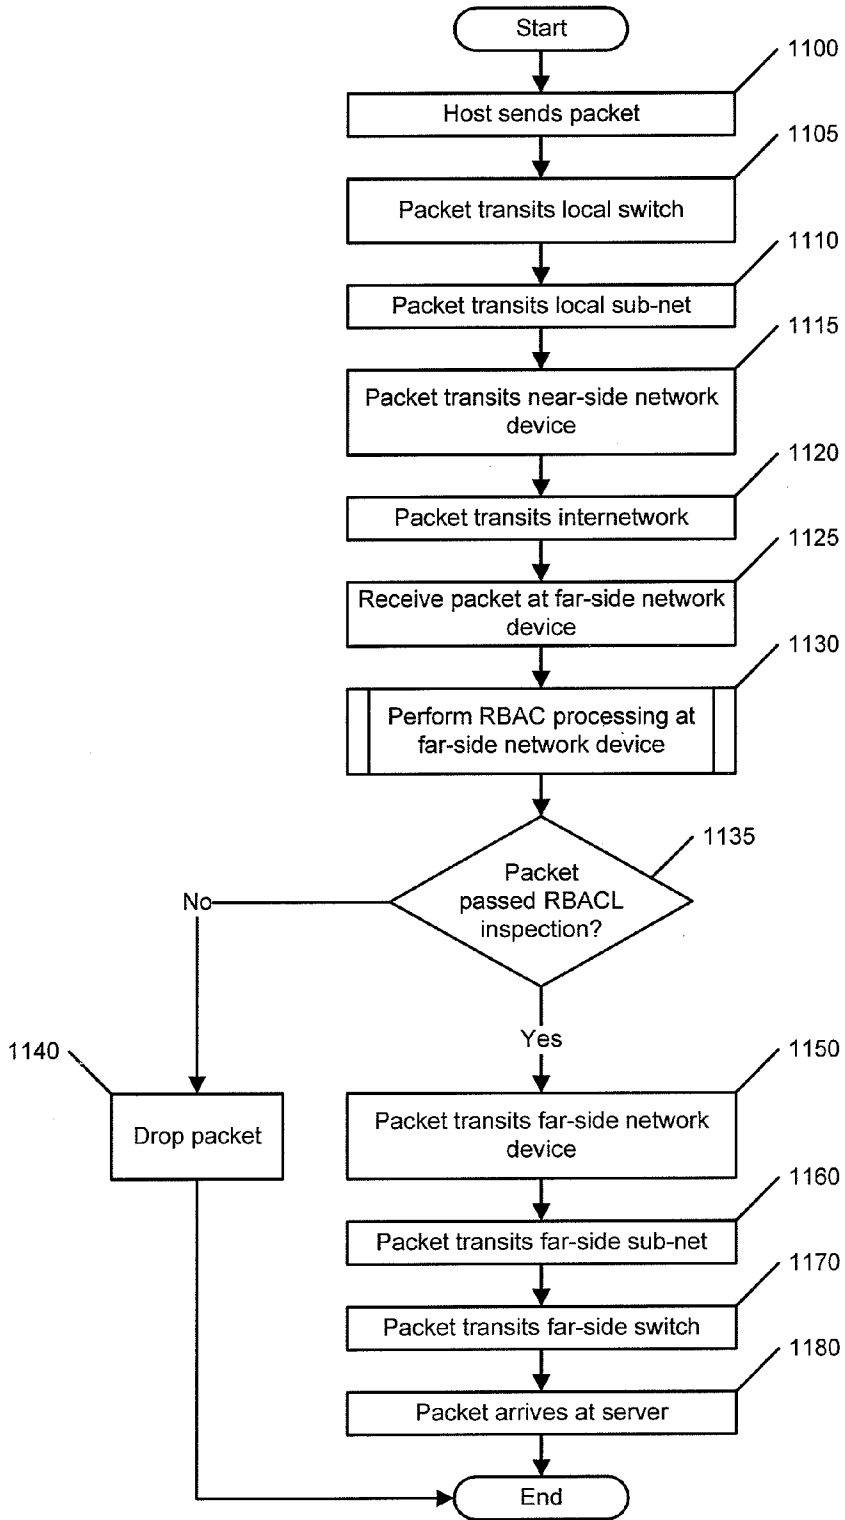 Start
1100
Host sends packet
1105
Packet transits local switch
1110
Packet transits local sub-net
1115
Packet transits near-side network
device
1120
Packet transits internetwork
1125
Receive packet at far-side network
device
1130
Perform RBAC processing at
far-side network device
1135
Packet
passed RBACL
inspection?
No
Yes
1140
Drop packet
1150
Packet transits far-side network
device
1160
Packet transits far-side sub-net
1170
Packet transits far-side switch
1180
Packet arrives at server
End